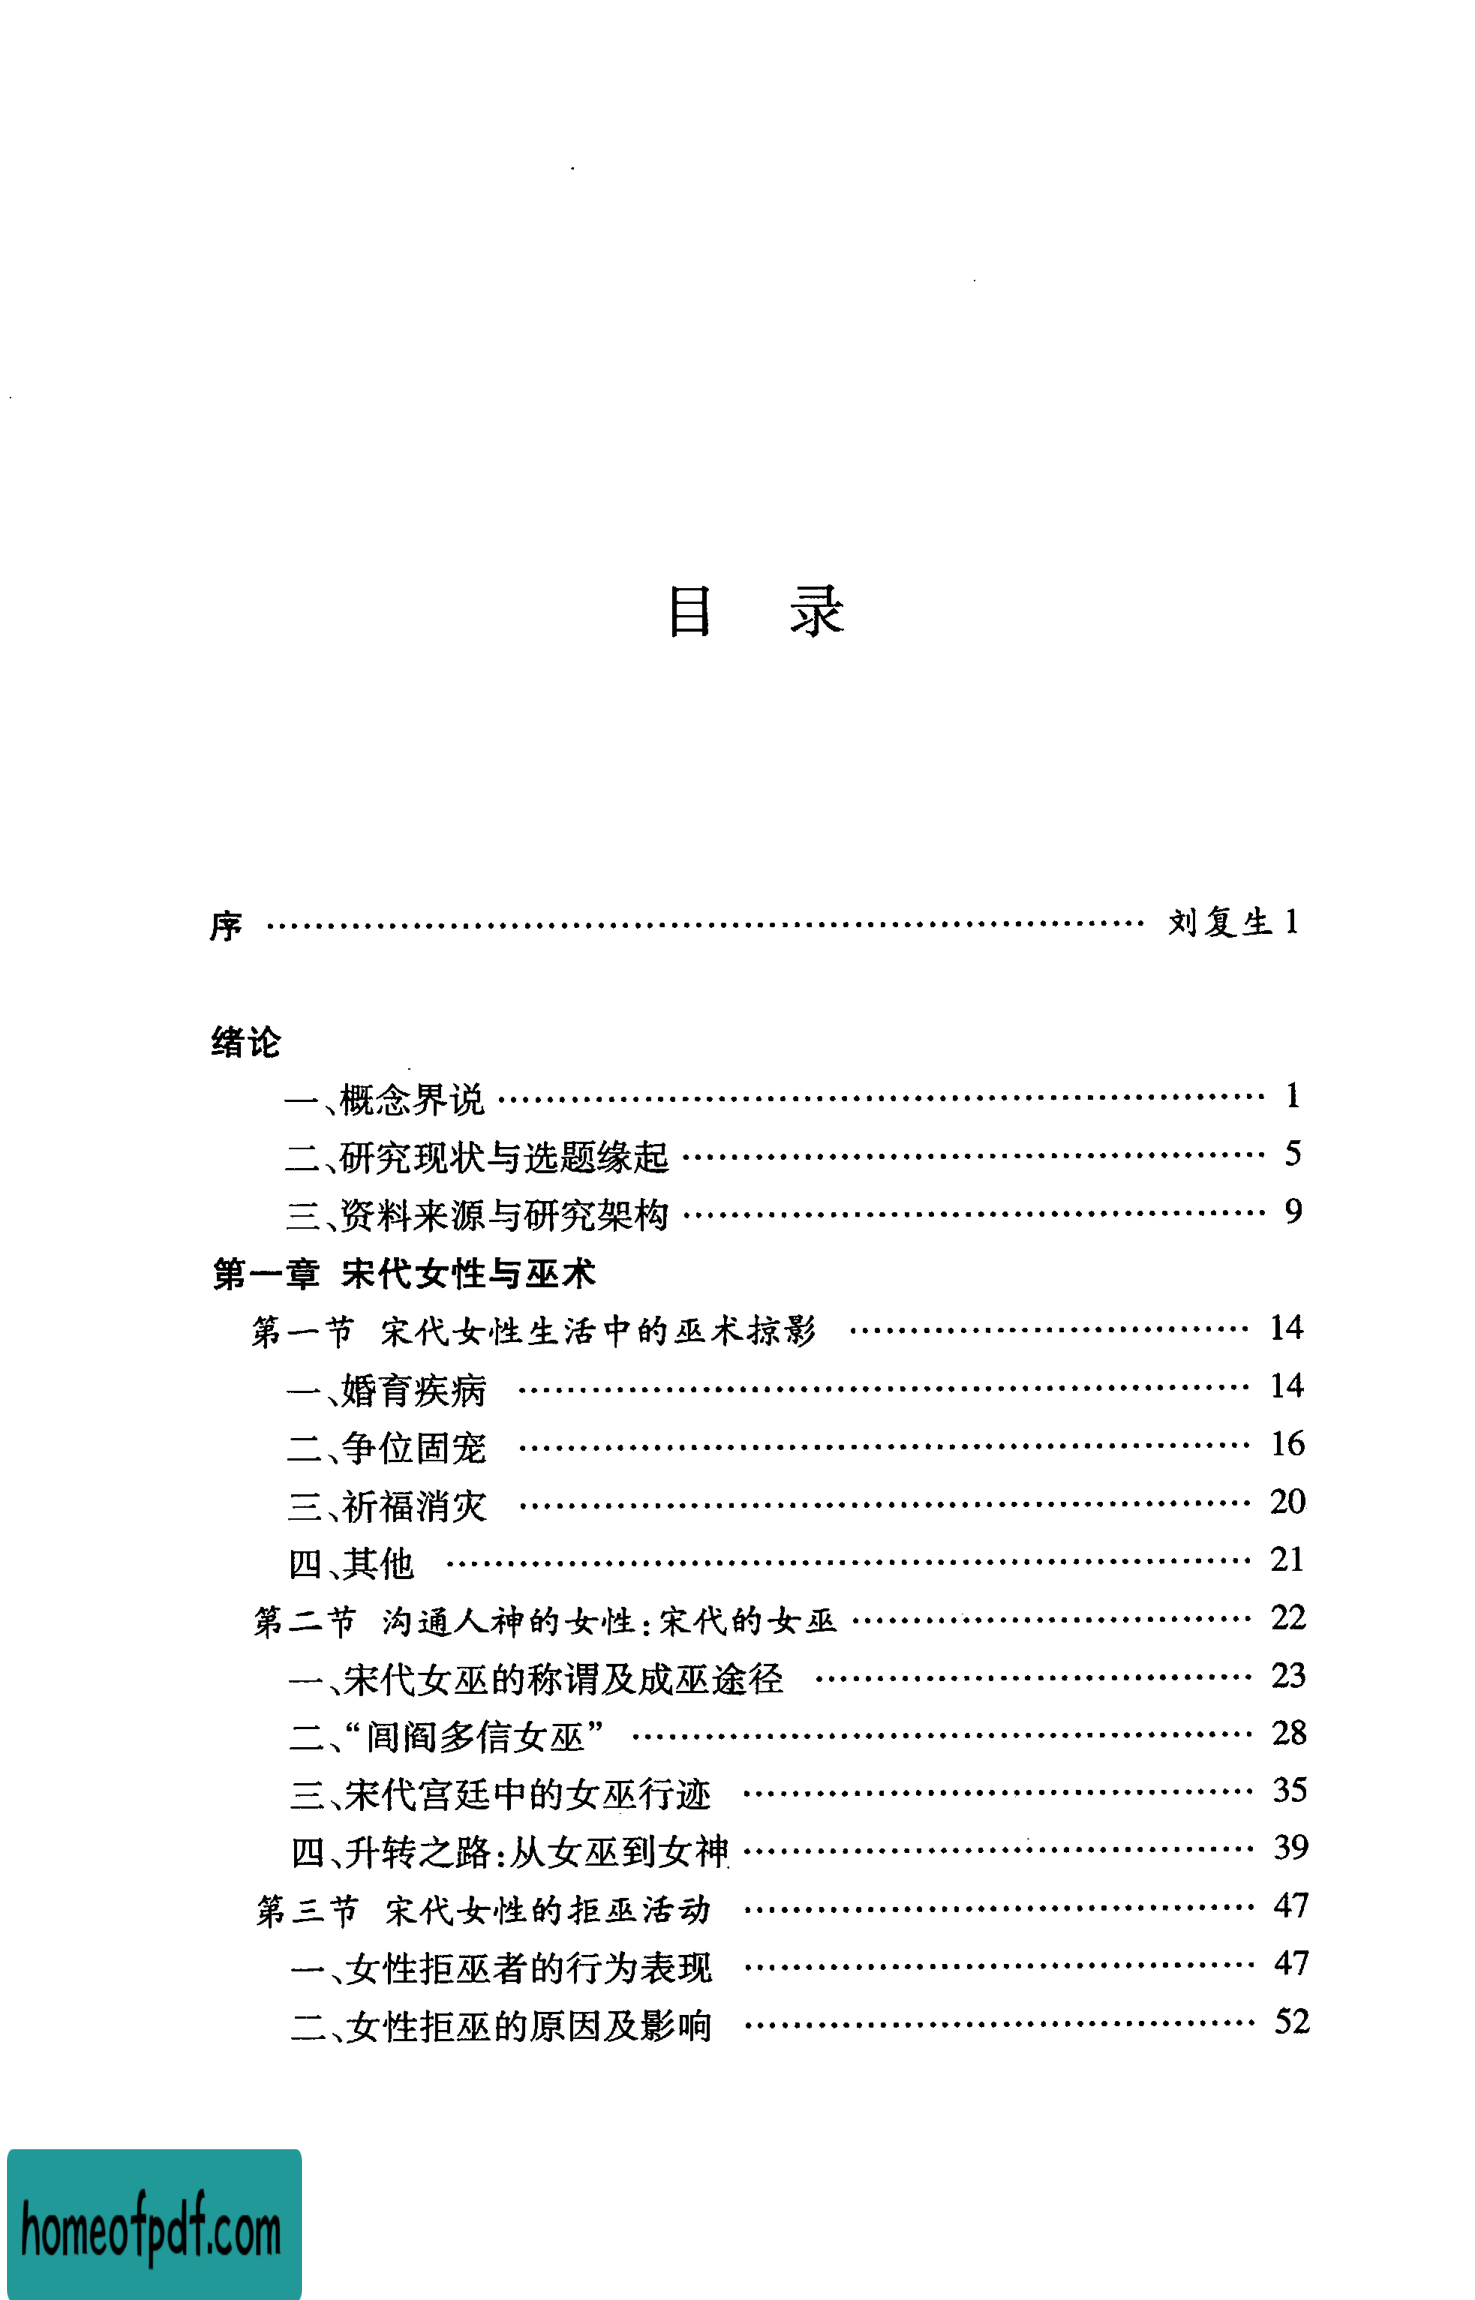 目 录
序 …………………………………………………………… 刘复生 1
绪论
一、概念界说 …………………………………………………… 1
二、研究现状与选题缘起 ……………………………………… 5
三、资料来源与研究架构 ……………………………………… 9
第一章 宋代女性与巫术
第一节 宋代女性生活中的巫术掠影 ………………………… 14
一、婚育疾病 ………………………………………………… 14
二、争位固宠 ………………………………………………… 16
三、祈福消灾 ………………………………………………… 20
四、其他 ……………………………………………………… 21
第二节 沟通人神的女性：宋代的女巫 ……………………… 22
一、宋代女巫的称谓及成巫途径 …………………………… 23
二、“闾阎多信女巫” ………………………………………… 28
三、宋代宫廷中的女巫行迹 ………………………………… 35
四、升转之路：从女巫到女神 ……………………………… 39
第三节 宋代女性的拒巫活动 ………………………………… 47
一、女性拒巫者的行为表现 ………………………………… 47
二、女性拒巫的原因及影响 ………………………………… 52
homeofpdf.com